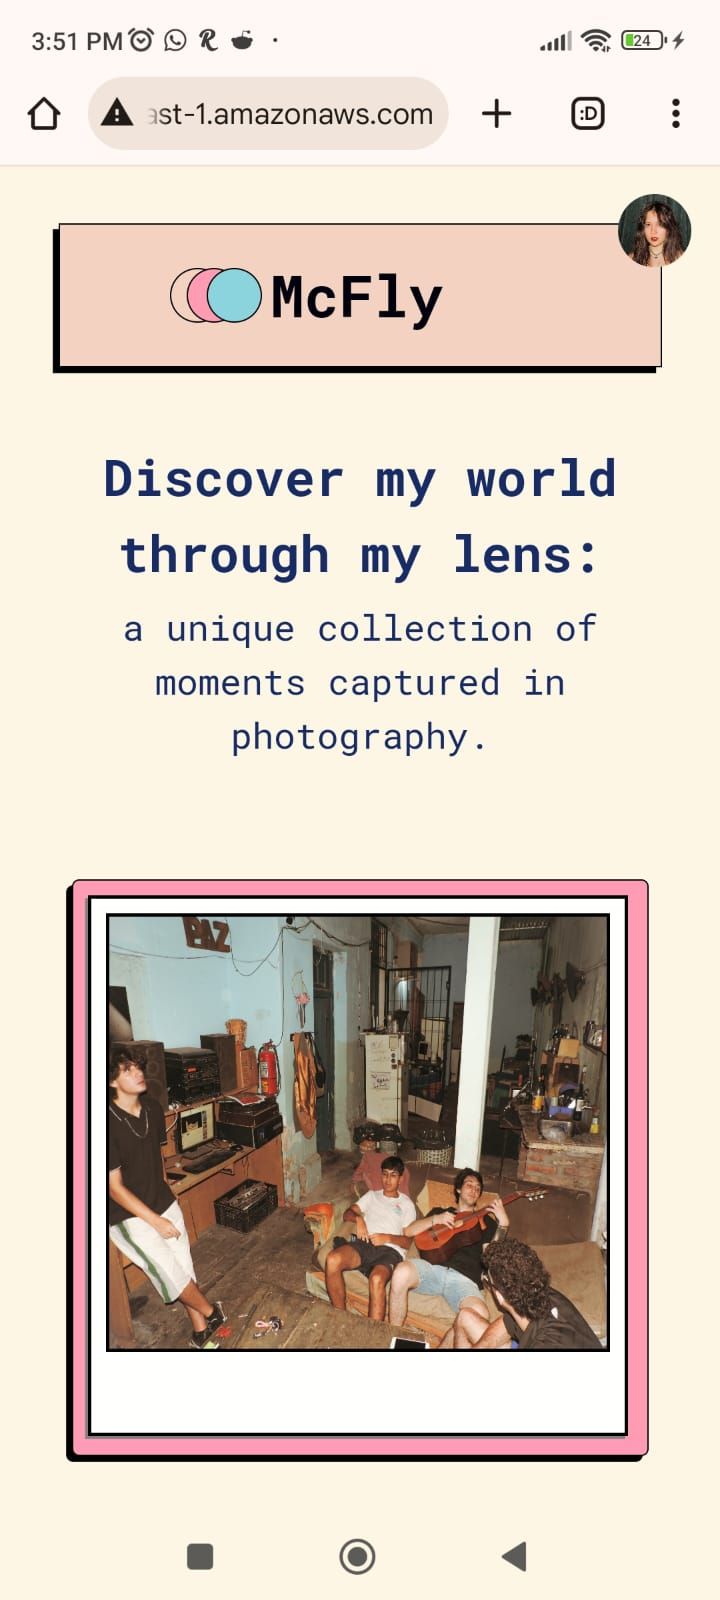 3:51 PM
24
ast-1.amazonaws.com
:D
McFly
Discover my world
through my lens:
a unique collection of
moments captured in
photography.
PAZ